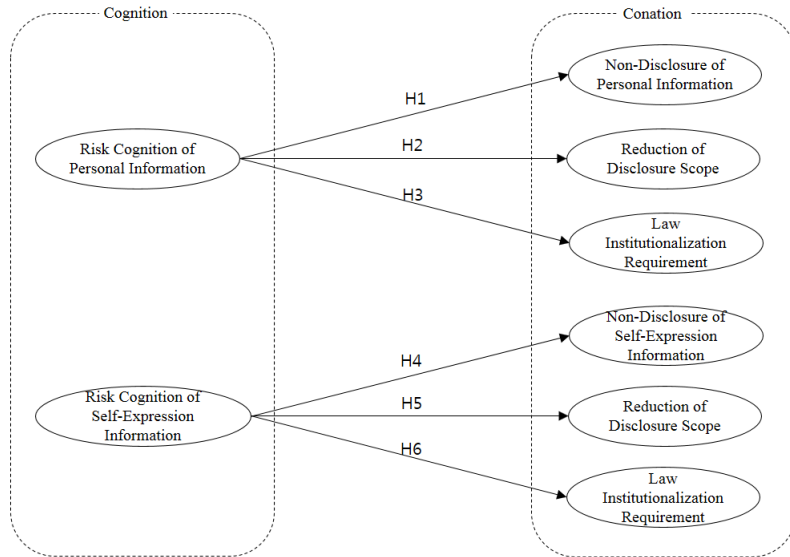 Cognition
Conation
Non-Disclosure of
Personal Information
H1
Risk Cognition of
Personal Information
H2
Reduction of
Disclosure Scope
H3
Law
Institutionalization
Requirement
Non-Disclosure of
Self-Expression
Information
H4
Risk Cognition of
Self-Expression
Information
H5
Reduction of
Disclosure Scope
H6
Law
Institutionalization
Requirement